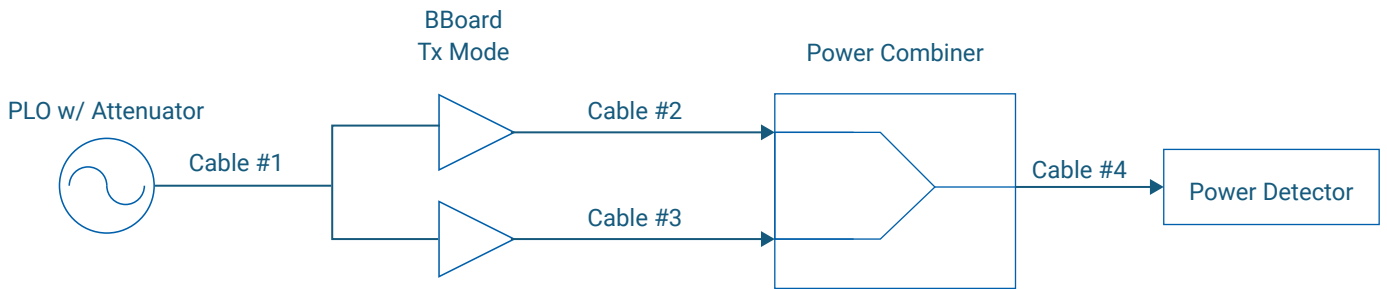 BBoard
Tx Mode
Power Combiner
PLO w/ Attenuator
Cable #1
Cable #2
Cable #3
Cable #4
Power Detector